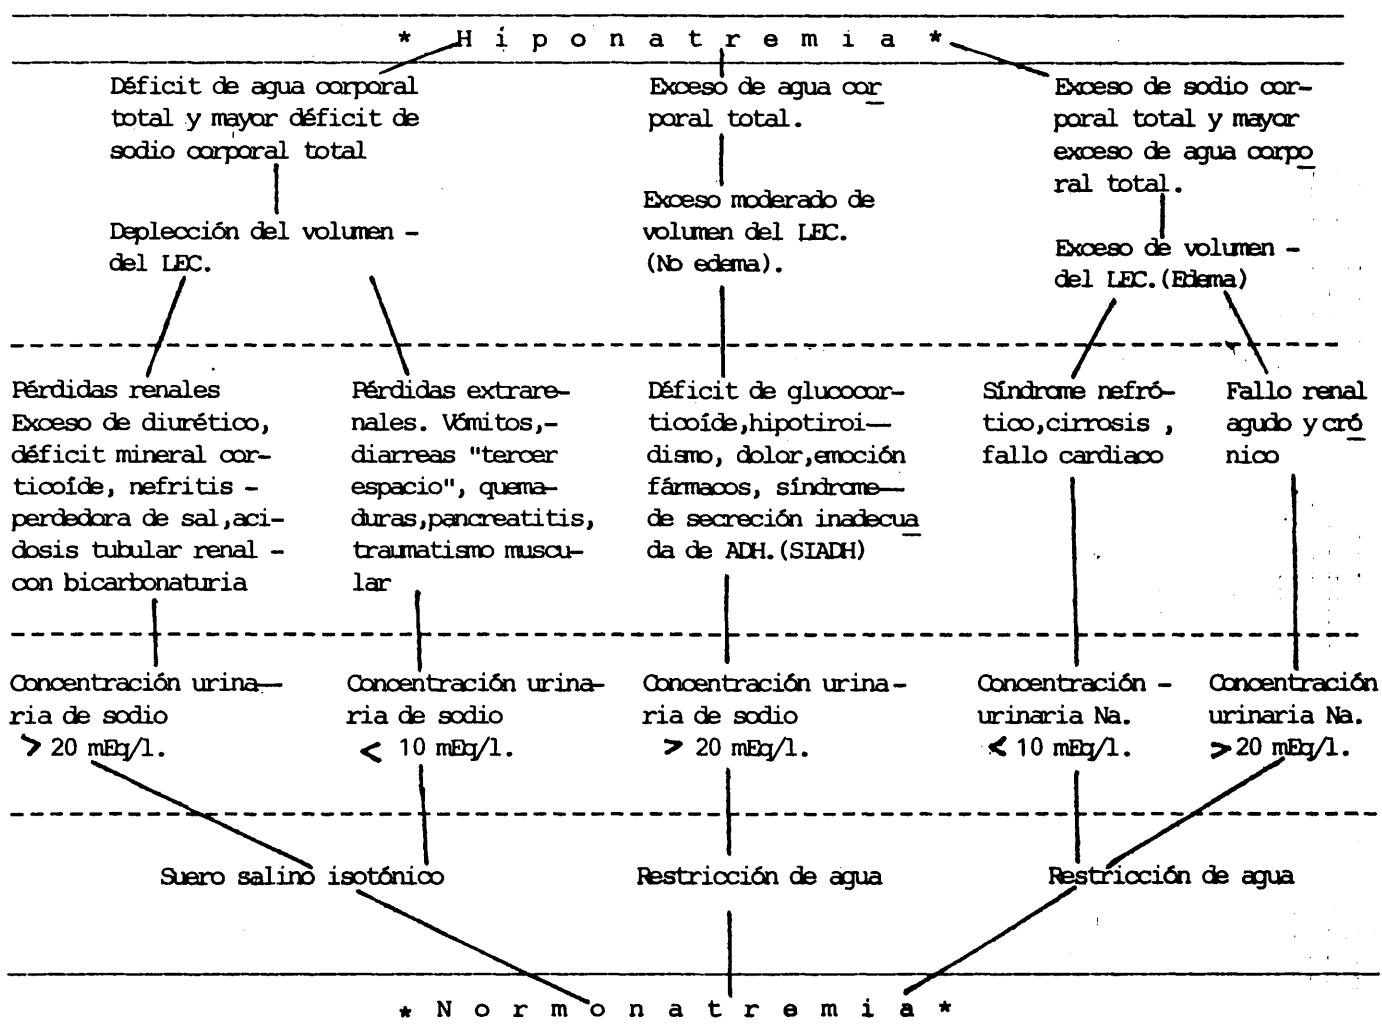 * H i p o n a t r e m i a *
Déficit de agua corporal
total y mayor déficit de
sodio corporal total
Deplección del volumen -
del LEC.
Exceso de agua cor
poral total.
Exceso moderado de
volumen del LEC.
(No edema).
Exceso de sodio cor-
poral total y mayor
exceso de agua corpo
ral total.
Exceso de volumen -
del LEC.(Edema)
Pérdidas renales
Exceso de diurético,
déficit mineral cor-
ticoíde, nefritis -
perdedora de sal,aci-
dosis tubular renal -
con bicarbonaturia
Pérdidas extrare-
nales. Vómitos,-
diarreas "tercer
espacio", quema-
duras,pancreatitis,
traumatismo muscu-
lar
Déficit de glucocor-
ticoíde,hipotiroi-
dismo, dolor,emoción
fármacos, síndrome-
de secreción inadecua
da de ADH.(SIADH)
Síndrome nefró-
tico,cirrosis ,
fallo cardiaco
Fallo renal
agudo y cró
nico
Concentración urina-
ria de sodio
> 20 mEq/l.
Concentración urina-
ria de sodio
< 10 mEq/l.
Concentración urina-
ria de sodio
> 20 mEq/l.
Concentración -
urinaria Na.
< 10 mEq/l.
Concentración
urinaria Na.
> 20 mEq/l.
Suero salino isotónico
Restricción de agua
Restricción de agua
* N o r m o n a t r e m i a *